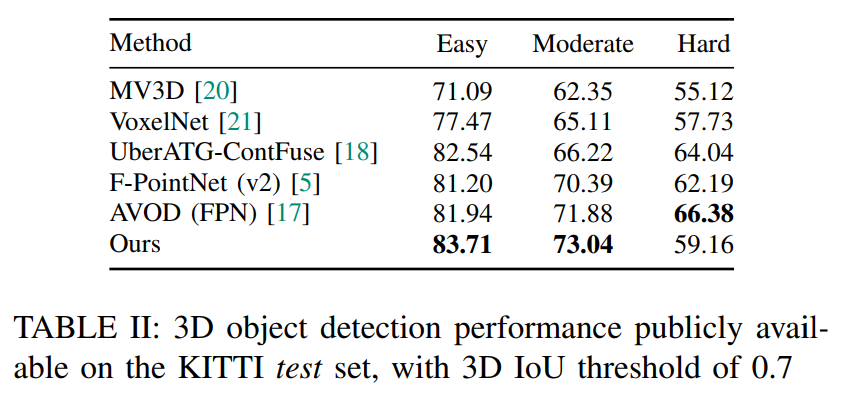 Method Easy Moderate Hard
MV3D [20] 71.09 62.35 55.12
VoxelNet [21] 77.47 65.11 57.73
UberATG-ContFuse [18] 82.54 66.22 64.04
F-PointNet (v2) [5] 81.20 70.39 62.19
AVOD (FPN) [17] 81.94 71.88 66.38
Ours 83.71 73.04 59.16
TABLE II: 3D object detection performance publicly avail-
able on the KITTI test set, with 3D IoU threshold of 0.7